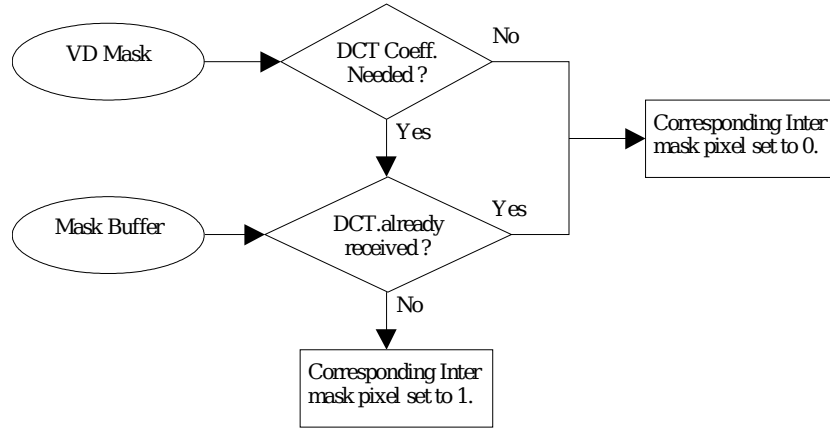 VD Mask
DCT Coeff.
Needed ?
No
Yes
Corresponding Inter
mask pixel set to 0.
Mask Buffer
DCT.already
received ?
Yes
No
Corresponding Inter
mask pixel set to 1.